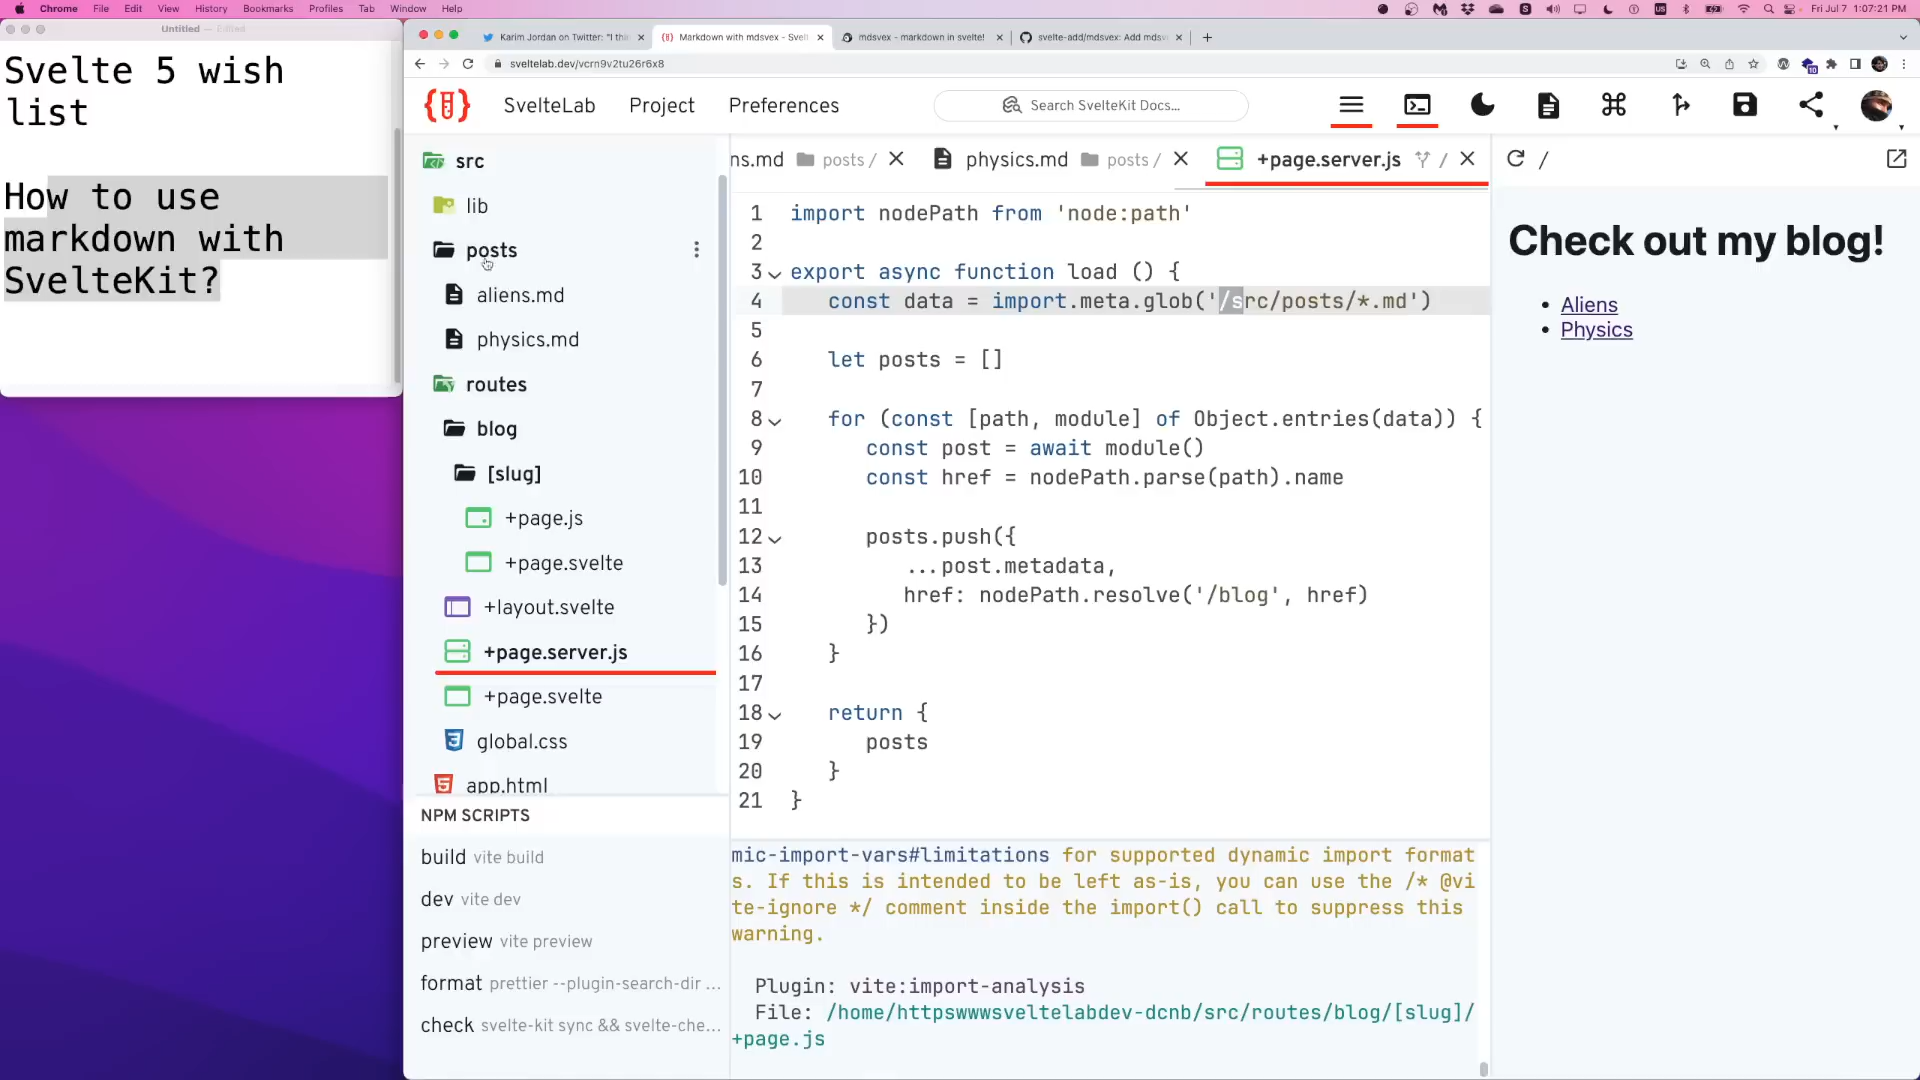 Chrome File Edit View History Bookmarks Profiles Tab Window Help
Fri Jul 7 1:07:21 PM
Untitled — Edited
Svelte 5 wish
list
How to use
markdown with
SvelteKit?
Karim Jordan on Twitter: "I thi
Markdown with mdsvex - Svelt
mdsvex - markdown in svelte!
svelte-add/mdsvex: Add mdsv
sveltelab.dev/vcrn9v2tu26r6x8
SvelteLab Project Preferences
Search SvelteKit Docs...
src
lib
posts
aliens.md
physics.md
routes
blog
[slug]
+page.js
+page.svelte
+layout.svelte
+page.server.js
+page.svelte
global.css
app.html
NPM SCRIPTS
build vite build
dev vite dev
preview vite preview
format prettier --plugin-search-dir ...
check svelte-kit sync && svelte-che...
ns.md posts /
physics.md posts /
+page.server.js /
1 import nodePath from 'node:path'
2
3 export async function load () {
4 const data = import.meta.glob('/src/posts/*.md')
5
6 let posts = []
7
8 for (const [path, module] of Object.entries(data)) {
9 const post = await module()
10 const href = nodePath.parse(path).name
11
12 posts.push({
13 ...post.metadata,
14 href: nodePath.resolve('/blog', href)
15 })
16 }
17
18 return {
19 posts
20 }
21 }
mic-import-vars#limitations for supported dynamic import format
s. If this is intended to be left as-is, you can use the /* @vi
te-ignore */ comment inside the import() call to suppress this
warning.
Plugin: vite:import-analysis
File: /home/httpswwwsveltelabdev-dcnb/src/routes/blog/[slug]/
+page.js
/
Check out my blog!
Aliens
Physics